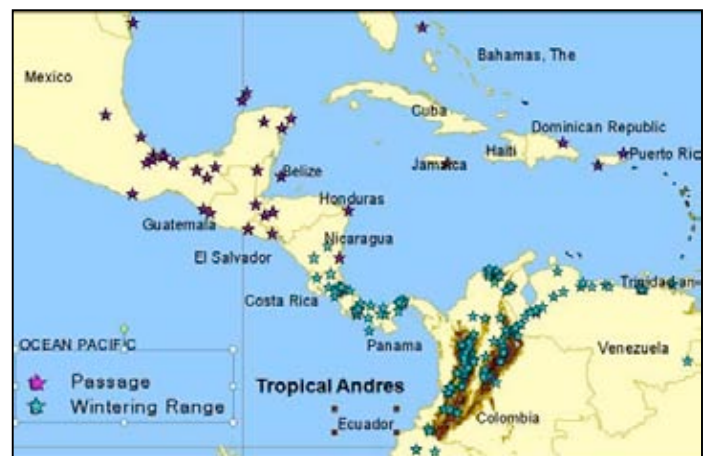 Bahamas, The
Mexico
Cuba
Dominican Republic
Haiti
Puerto Ric
Jamaica
Belize
Honduras
Guatemala
Nicaragua
El Salvador
Trinidad an
Costa Rica
OCEAN PACIFIC
Panama
Venezuela
Passage
Tropical Andres
Wintering Range
Ecuador
Colombia